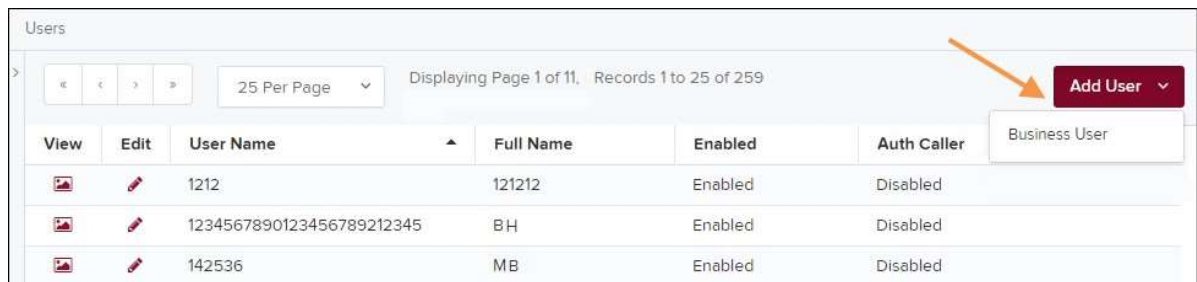 Users
25 Per Page Displaying Page 1 of 11, Records 1 to 25 of 259 Add User
Business User
View Edit User Name Full Name Enabled Auth Caller
1212 121212 Enabled Disabled
1234567890123456789212345 BH Enabled Disabled
142536 MB Enabled Disabled